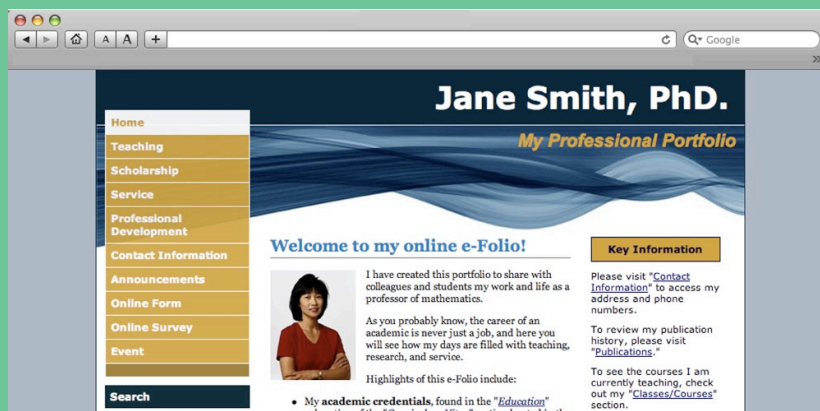 A A +
Google
Jane Smith, PhD.
My Professional Portfolio
Home
Teaching
Scholarship
Service
Professional
Development
Contact Information
Announcements
Online Form
Online Survey
Event
Search
Welcome to my online e-Folio!
I have created this portfolio to share with
colleagues and students my work and life as a
professor of mathematics.
As you probably know, the career of an
academic is never just a job, and here you
will see how my days are filled with teaching,
research, and service.
Highlights of this e-Folio include:
• My academic credentials, found in the "Education"
Key Information
Please visit "Contact
Information" to access my
address and phone
numbers.
To review my publication
history, please visit
"Publications."
To see the courses I am
currently teaching, check
out my "Classes/Courses"
section.